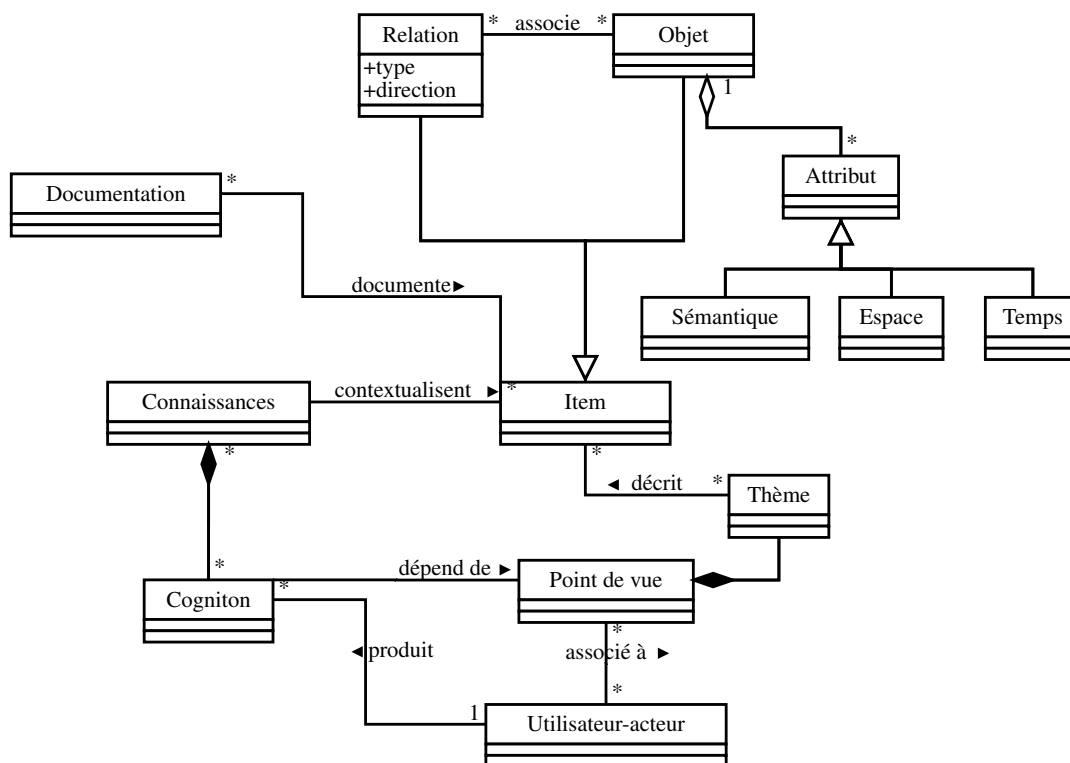 Relation
* associe *
Objet
+type
+direction
1
*
Attribut
Documentation
*
documente►
Sémantique
Espace
Temps
Connaissances
contextualisent ►
*
Item
*
*
◄ décrit
*
Thème
*
dépend de ►
Point de vue
Cogniton
*
*
◄ produit
associé à ►
*
1
Utilisateur-acteur